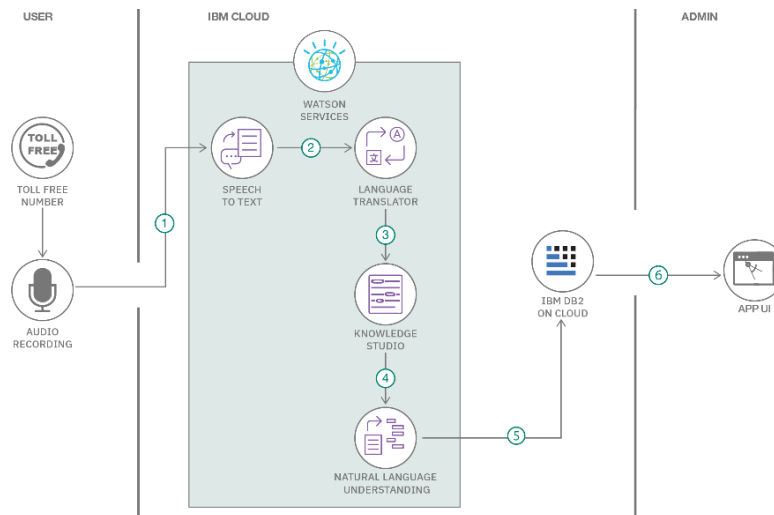 USER
IBM CLOUD
ADMIN
WATSON
SERVICES
TOLL
FREE
TOLL FREE
NUMBER
1
SPEECH
TO TEXT
2
A
文
LANGUAGE
TRANSLATOR
3
AUDIO
RECORDING
KNOWLEDGE
STUDIO
4
NATURAL LANGUAGE
UNDERSTANDING
5
IBM DB2
ON CLOUD
6
APP UI